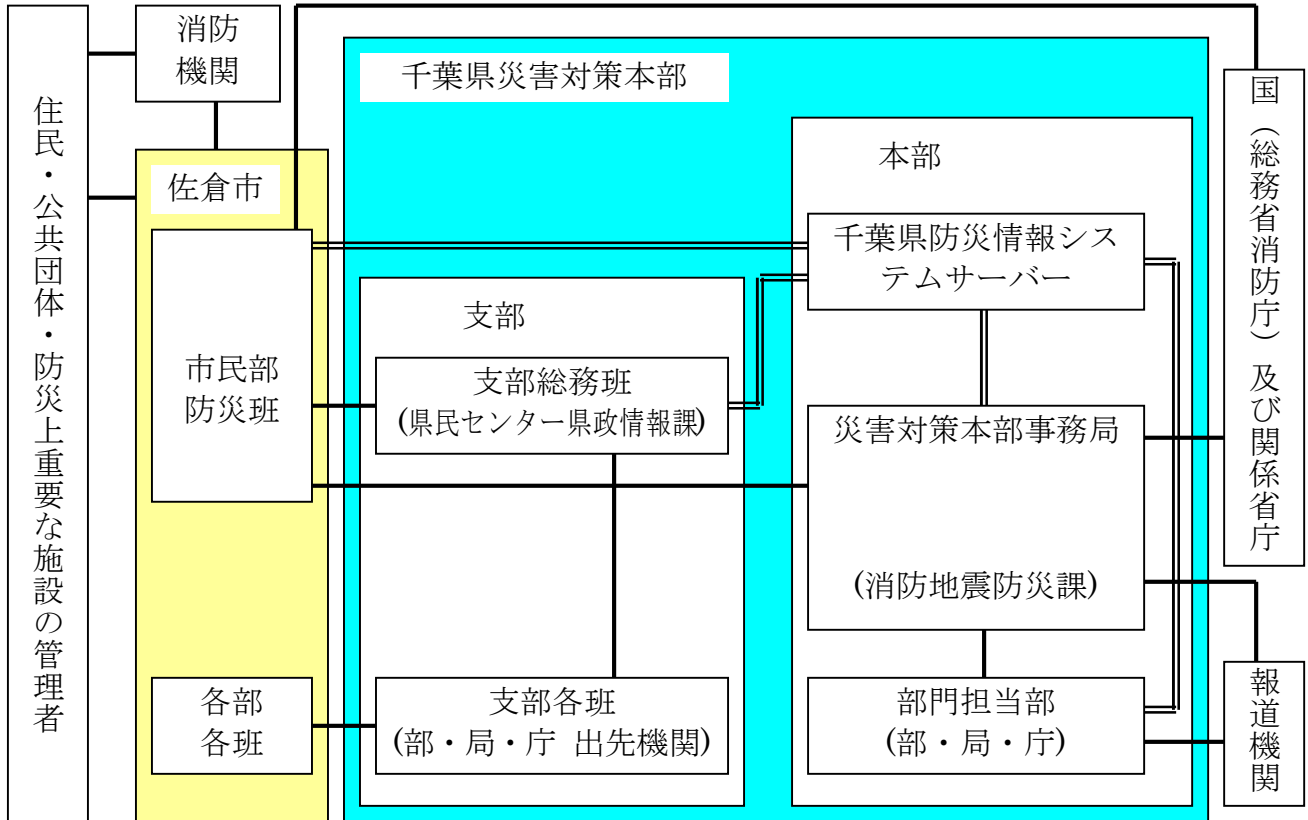 住民・公共団体・防災上重要な施設の管理者
消防
機関
佐倉市
市民部
防災班
各部
各班
千葉県災害対策本部
支部
支部総務班
(県民センター県政情報課)
支部各班
(部・局・庁 出先機関)
本部
千葉県防災情報シス
テムサーバー
災害対策本部事務局
(消防地震防災課)
部門担当部
(部・局・庁)
国（総務省消防庁）及び関係省庁
報道機関